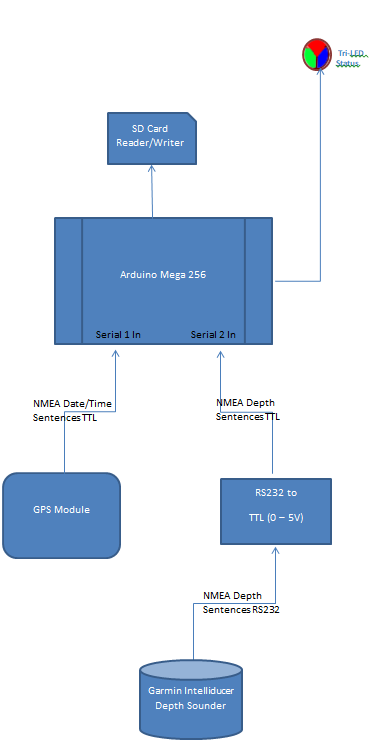 Tri-LED
Status
SD Card
Reader/Writer
Arduino Mega 256
Serial 1 In
Serial 2 In
NMEA Date/Time
Sentences TTL
NMEA Depth
Sentences TTL
GPS Module
RS232 to
TTL (0 – 5V)
NMEA Depth
Sentences RS232
Garmin Intelliducer
Depth Sounder